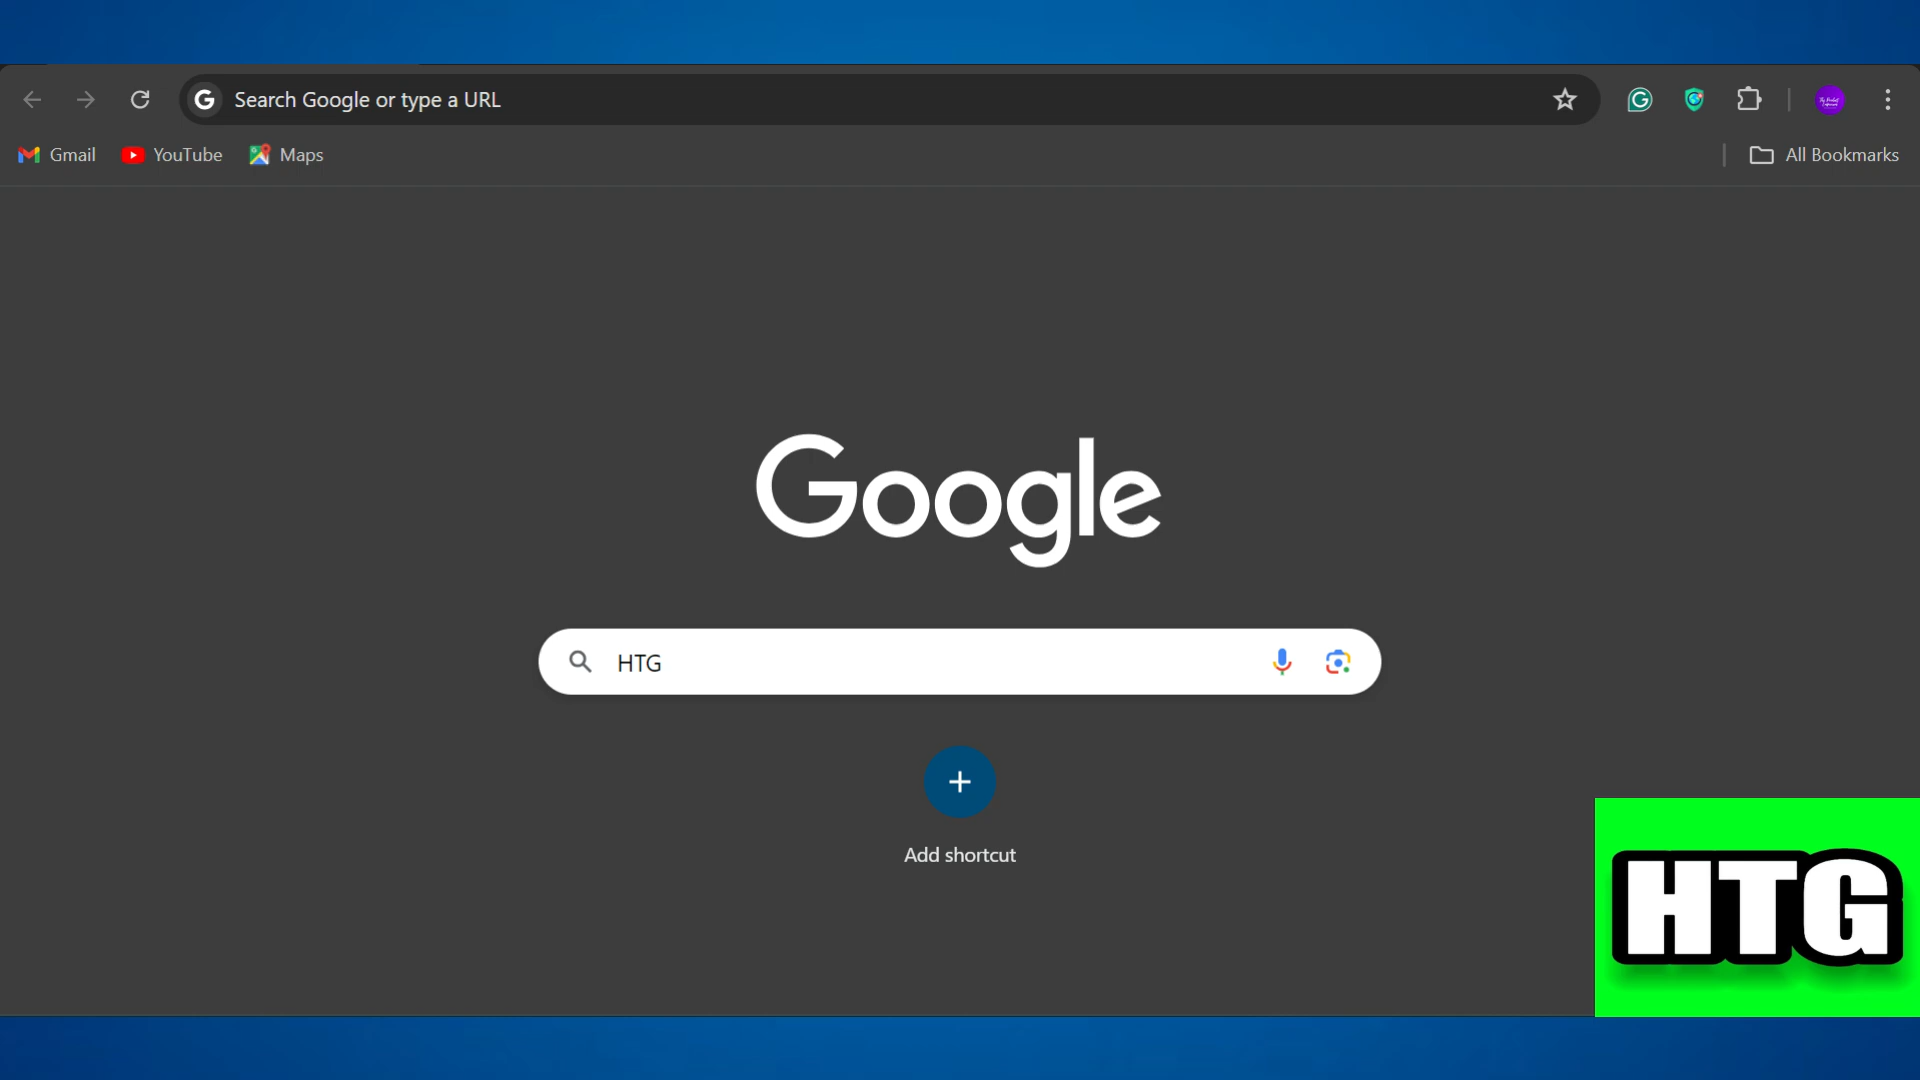 Search Google or type a URL
Gmail
YouTube
Maps
All Bookmarks
Google
HTG
Add shortcut
HTG